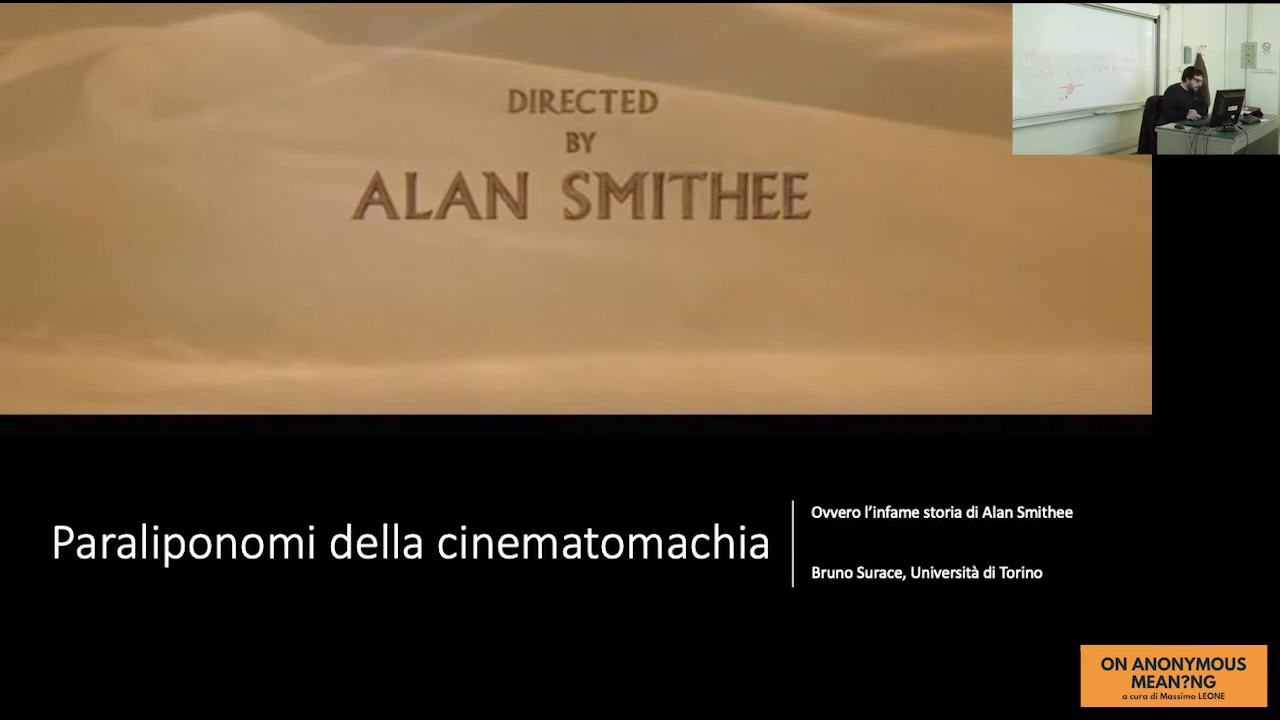 DIRECTED
BY
ALAN SMITHEE
Paraliponomi della cinematomachia
Ovvero l'infame storia di Alan Smithee
Bruno Surace, Università di Torino
ON ANONYMOUS
MEAN?NG
a cura di Massimo LEONE